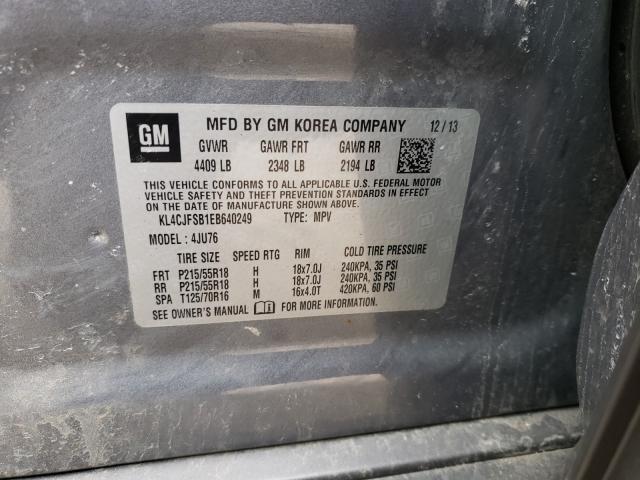 GM
MFD BY GM KOREA COMPANY 12/13
GVWR GAWR FRT GAWR RR
4409 LB 2348 LB 2194 LB
THIS VEHICLE CONFORMS TO ALL APPLICABLE U.S. FEDERAL MOTOR
VEHICLE SAFETY AND THEFT PREVENTION STANDARDS IN EFFECT
ON THE DATE OF MANUFACTURE SHOWN ABOVE.
KL4CJFSB1EB640249 TYPE: MPV
MODEL : 4JU76
TIRE SIZE SPEED RTG RIM COLD TIRE PRESSURE
FRT P215/55R18 H 18x7.0J 240KPA, 35 PSI
RR P215/55R18 H 18x7.0J 240KPA, 35 PSI
SPA T125/70R16 M 16x4.0T 420KPA, 60 PSI
SEE OWNER'S MANUAL FOR MORE INFORMATION.